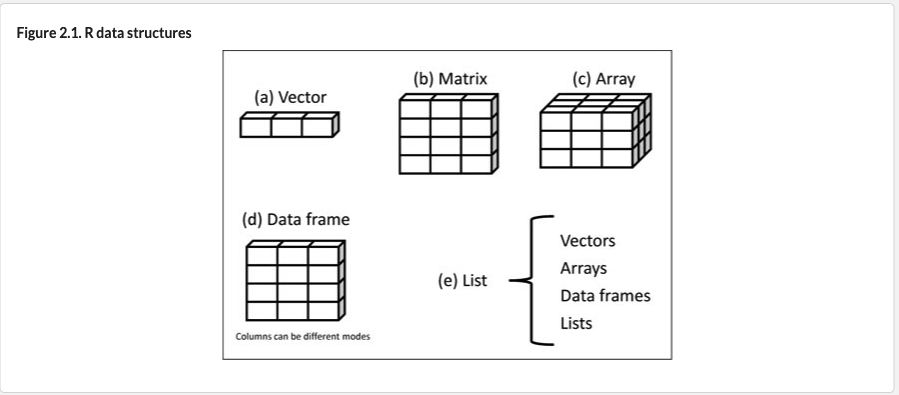 Figure 2.1. R data structures
(a) Vector
(b) Matrix
(c) Array
(d) Data frame
Columns can be different modes
(e) List
Vectors
Arrays
Data frames
Lists